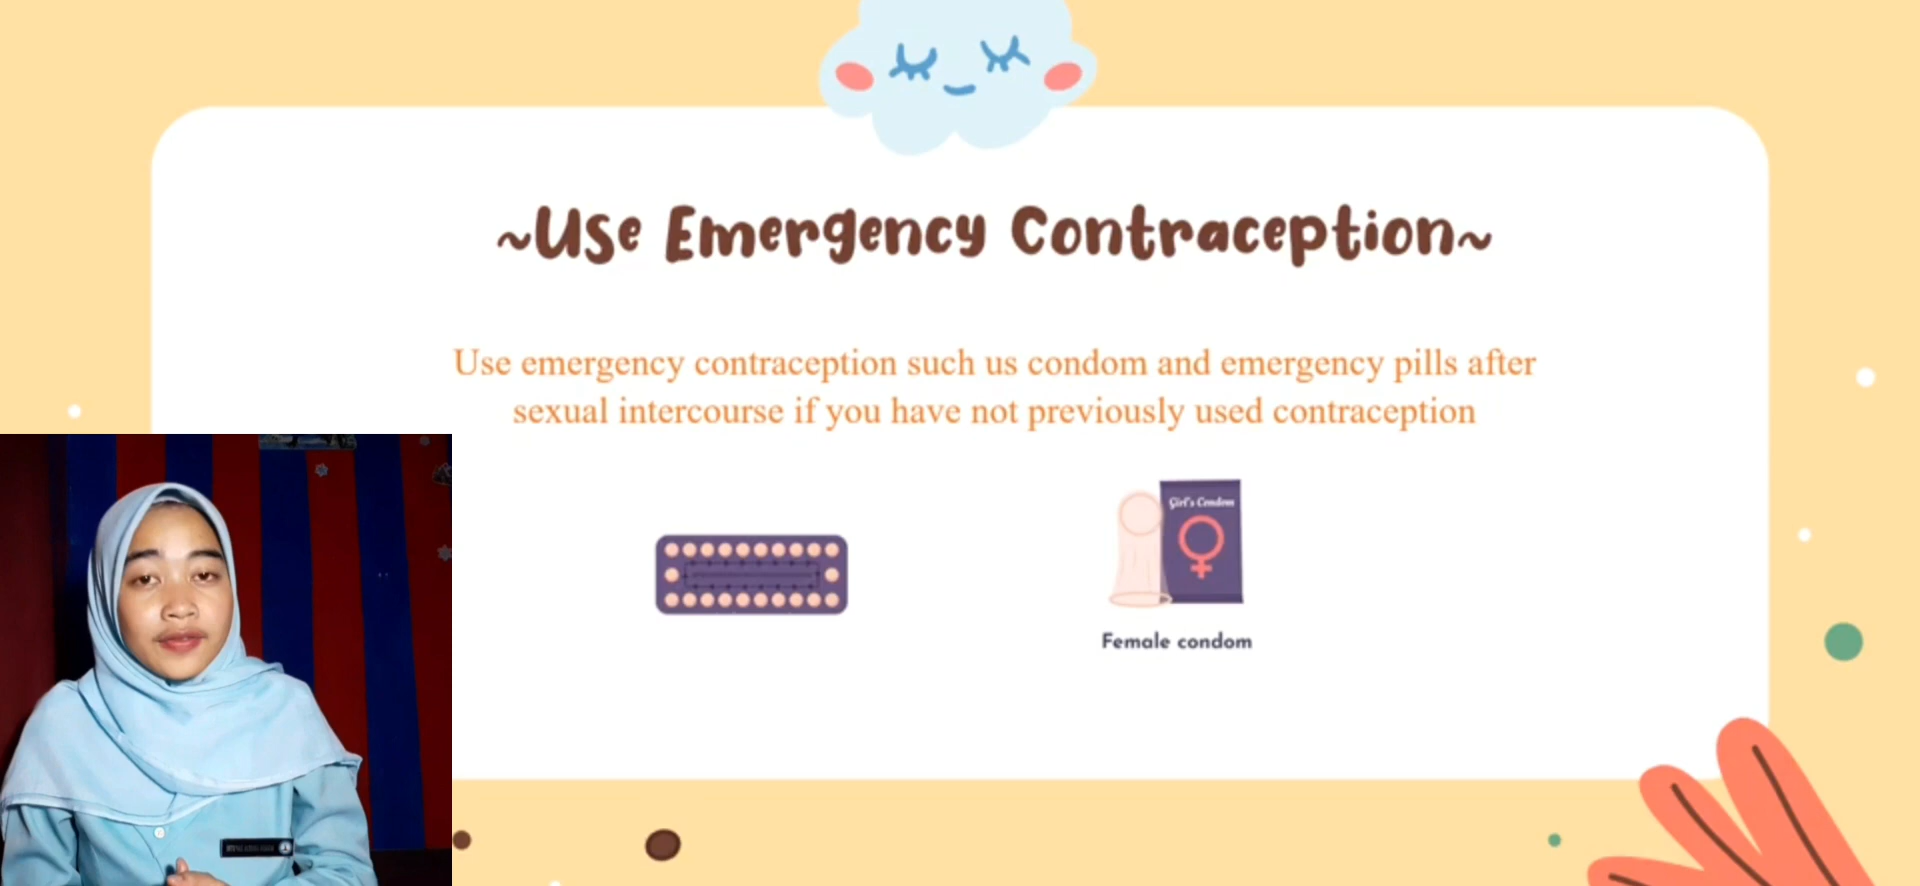 ~Use Emergency Contraception~
Use emergency contraception such us condom and emergency pills after
sexual intercourse if you have not previously used contraception
Girl's Condom
Female condom